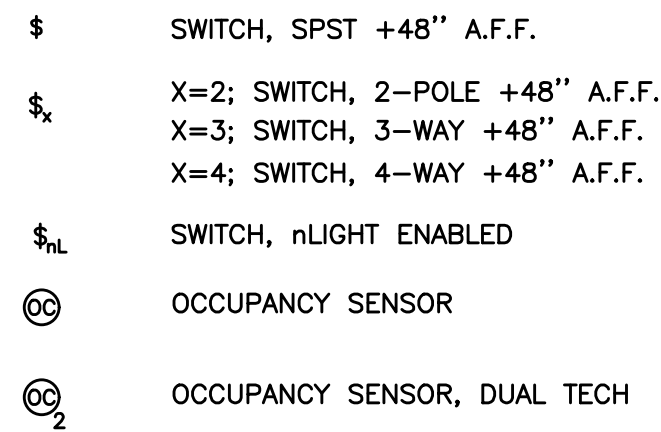 $ SWITCH, SPST +48'' A.F.F.
$x X=2; SWITCH, 2-POLE +48'' A.F.F.
X=3; SWITCH, 3-WAY +48'' A.F.F.
X=4; SWITCH, 4-WAY +48'' A.F.F.
$nL SWITCH, nLIGHT ENABLED
OC OCCUPANCY SENSOR
OC2 OCCUPANCY SENSOR, DUAL TECH